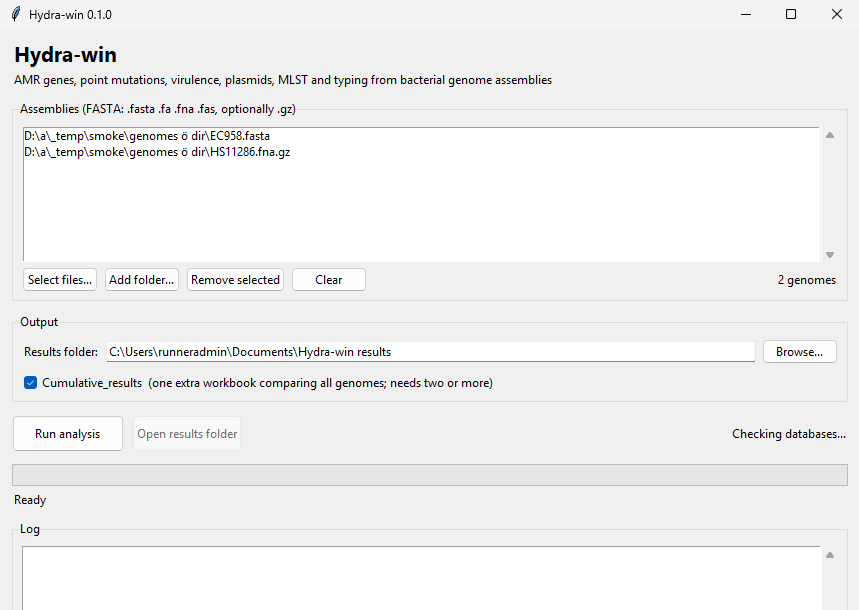 Hydra-win 0.1.0
Hydra-win
AMR genes, point mutations, virulence, plasmids, MLST and typing from bacterial genome assemblies
Assemblies (FASTA: .fasta .fa .fna .fas, optionally .gz)
D:\a\_temp\smoke\genomes ö dir\EC958.fasta
D:\a\_temp\smoke\genomes ö dir\HS11286.fna.gz
Select files... Add folder... Remove selected Clear 2 genomes
Output
Results folder: C:\Users\runneradmin\Documents\Hydra-win results Browse...
Cumulative_results (one extra workbook comparing all genomes; needs two or more)
Run analysis Open results folder Checking databases...
Ready
Log